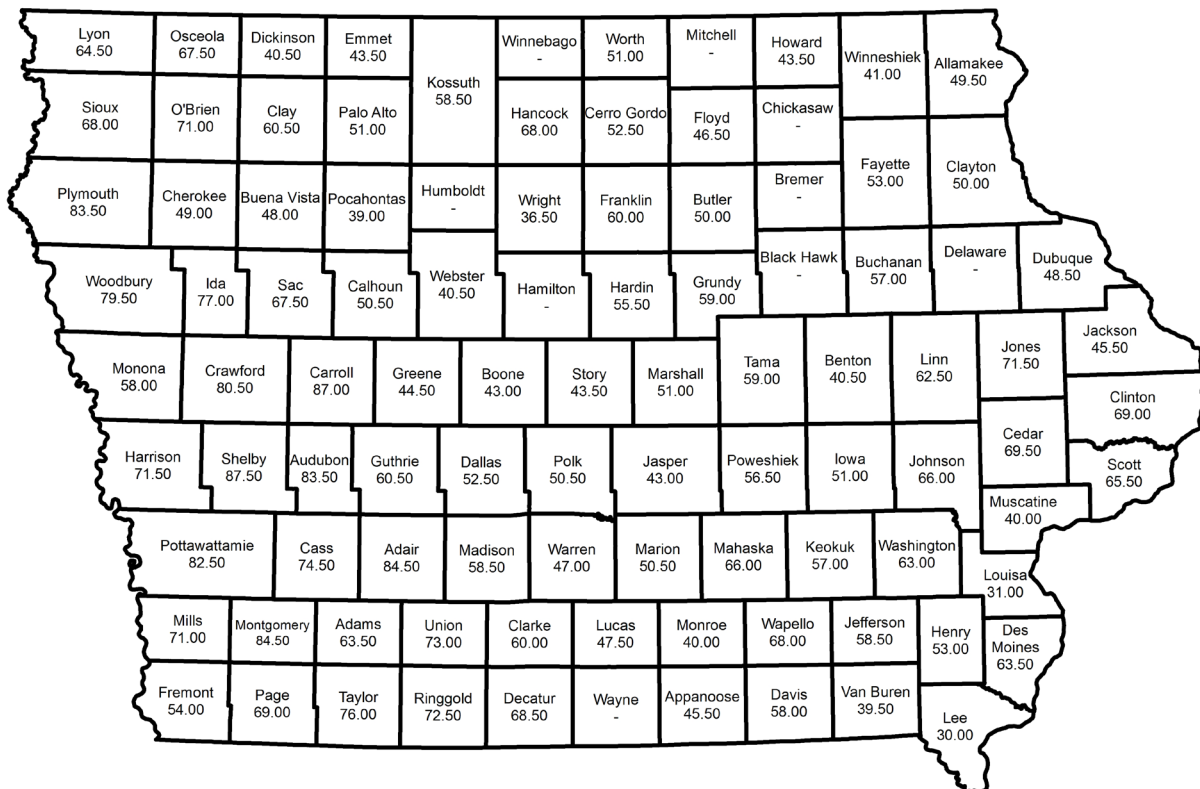 Lyon
64.50
Osceola
67.50
Dickinson
40.50
Emmet
43.50
Kossuth
58.50
Winnebago
-
Worth
51.00
Mitchell
-
Howard
43.50
Winneshiek
41.00
Allamakee
49.50
Sioux
68.00
O'Brien
71.00
Clay
60.50
Palo Alto
51.00
Hancock
68.00
Cerro Gordo
52.50
Floyd
46.50
Chickasaw
-
Plymouth
83.50
Cherokee
49.00
Buena Vista
48.00
Pocahontas
39.00
Humboldt
-
Wright
36.50
Franklin
60.00
Butler
50.00
Bremer
-
Fayette
53.00
Clayton
50.00
Woodbury
79.50
Ida
77.00
Sac
67.50
Calhoun
50.50
Webster
40.50
Hamilton
-
Hardin
55.50
Grundy
59.00
Black Hawk
-
Buchanan
57.00
Delaware
-
Dubuque
48.50
Monona
58.00
Crawford
80.50
Carroll
87.00
Greene
44.50
Boone
43.00
Story
43.50
Marshall
51.00
Tama
59.00
Benton
40.50
Linn
62.50
Jones
71.50
Jackson
45.50
Clinton
69.00
Harrison
71.50
Shelby
87.50
Audubon
83.50
Guthrie
60.50
Dallas
52.50
Polk
50.50
Jasper
43.00
Poweshiek
56.50
Iowa
51.00
Johnson
66.00
Cedar
69.50
Scott
65.50
Muscatine
40.00
Pottawattamie
82.50
Cass
74.50
Adair
84.50
Madison
58.50
Warren
47.00
Marion
50.50
Mahaska
66.00
Keokuk
57.00
Washington
63.00
Louisa
31.00
Mills
71.00
Montgomery
84.50
Adams
63.50
Union
73.00
Clarke
60.00
Lucas
47.50
Monroe
40.00
Wapello
68.00
Jefferson
58.50
Henry
53.00
Des
Moines
63.50
Fremont
54.00
Page
69.00
Taylor
76.00
Ringgold
72.50
Decatur
68.50
Wayne
-
Appanoose
45.50
Davis
58.00
Van Buren
39.50
Lee
30.00